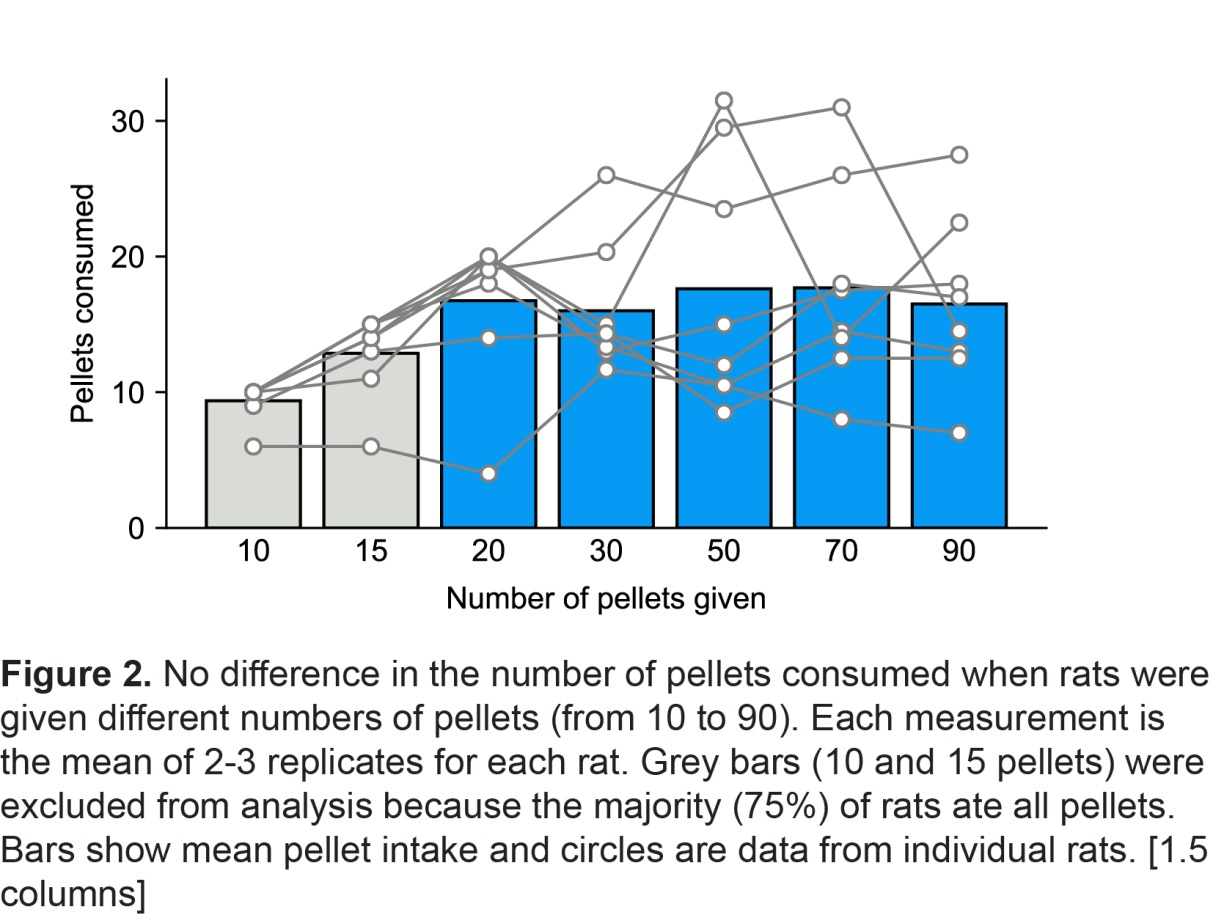 30
20
10
0
Pellets consumed
10 15 20 30 50 70 90
Number of pellets given
Figure 2. No difference in the number of pellets consumed when rats were
given different numbers of pellets (from 10 to 90). Each measurement is
the mean of 2-3 replicates for each rat. Grey bars (10 and 15 pellets) were
excluded from analysis because the majority (75%) of rats ate all pellets.
Bars show mean pellet intake and circles are data from individual rats. [1.5
columns]